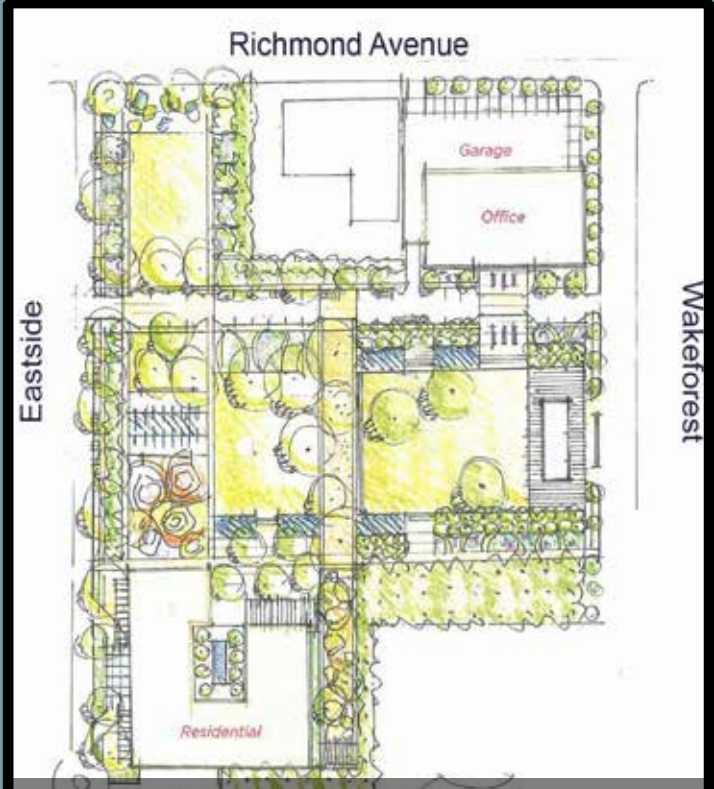 Richmond Avenue
Garage
Office
Eastside
Wakeforest
Residential